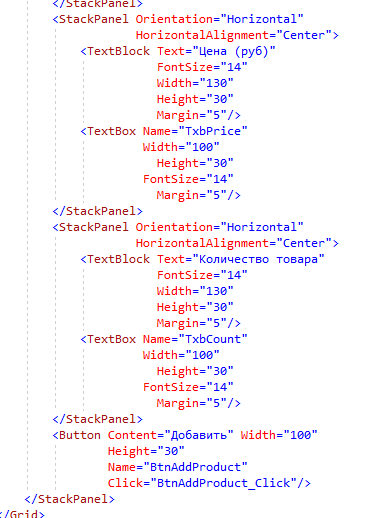 </StackPanel>
<StackPanel Orientation="Horizontal"
HorizontalAlignment="Center">
<TextBlock Text="Цена (руб)"
FontSize="14"
Width="130"
Height="30"
Margin="5"/>
<TextBox Name="TxbPrice"
Width="100"
Height="30"
FontSize="14"
Margin="5"/>
</StackPanel>
<StackPanel Orientation="Horizontal"
HorizontalAlignment="Center">
<TextBlock Text="Количество товара"
FontSize="14"
Width="130"
Height="30"
Margin="5"/>
<TextBox Name="TxbCount"
Width="100"
Height="30"
FontSize="14"
Margin="5"/>
</StackPanel>
<Button Content="Добавить" Width="100"
Height="30"
Name="BtnAddProduct"
Click="BtnAddProduct_Click"/>
</StackPanel>
</Grid>